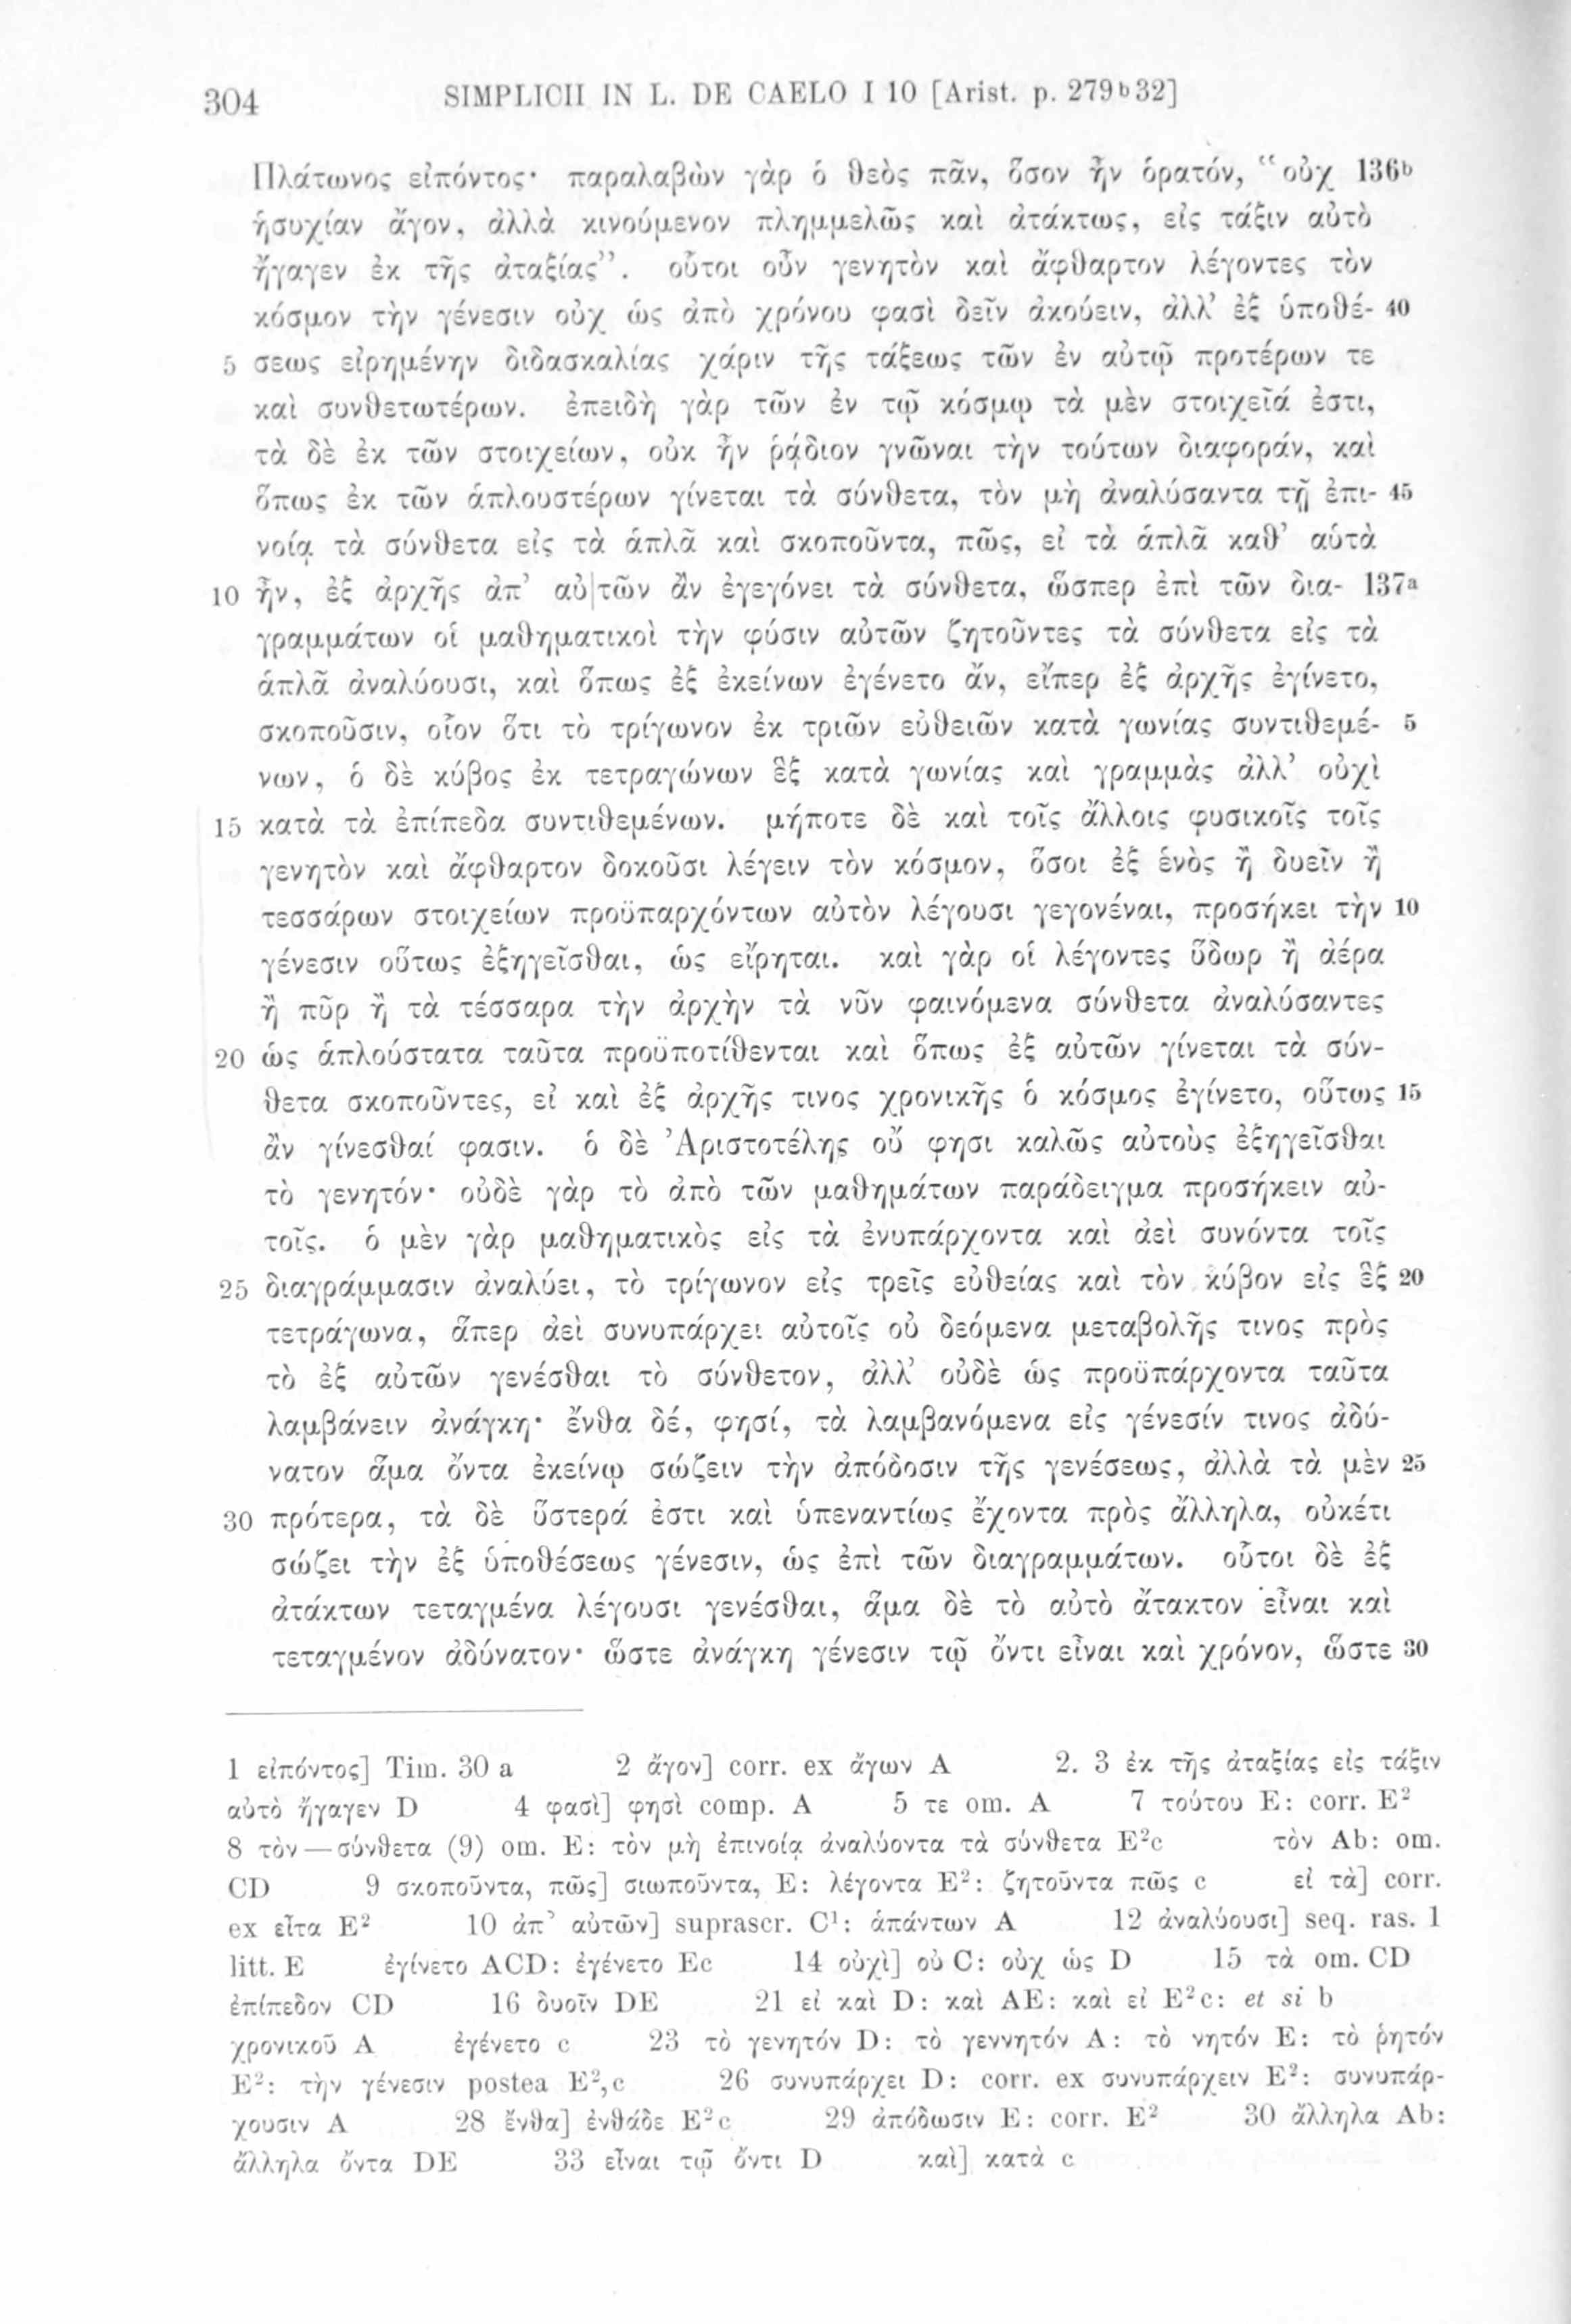 304 SIMPLICII IN L. DE CAELO I 10 [Arist. p. 279ᵇ32]
Πλάτωνος εἰπόντος· παραλαβὼν γὰρ ὁ θεὸς πᾶν, ὅσον ἦν ὁρατόν, “οὐχ 136ᵇ
ἡσυχίαν ἄγον, ἀλλὰ κινούμενον πλημμελῶς καὶ ἀτάκτως, εἰς τάξιν αὐτὸ
ἤγαγεν ἐκ τῆς ἀταξίας”. οὗτοι οὖν γενητὸν καὶ ἄφθαρτον λέγοντες τὸν
κόσμον τὴν γένεσιν οὐχ ὡς ἀπὸ χρόνου φασὶ δεῖν ἀκούειν, ἀλλ’ ἐξ ὑποθέ- 40
5 σεως εἰρημένην διδασκαλίας χάριν τῆς τάξεως τῶν ἐν αὐτῷ προτέρων τε
καὶ συνθετωτέρων. ἐπειδὴ γὰρ τῶν ἐν τῷ κόσμῳ τὰ μὲν στοιχεῖά ἐστι,
τὰ δὲ ἐκ τῶν στοιχείων, οὐκ ἦν ῥᾴδιον γνῶναι τὴν τούτων διαφοράν, καὶ
ὅπως ἐκ τῶν ἁπλουστέρων γίνεται τὰ σύνθετα, τὸν μὴ ἀναλύσαντα τῇ ἐπι- 45
νοίᾳ τὰ σύνθετα εἰς τὰ ἁπλᾶ καὶ σκοποῦντα, πῶς, εἰ τὰ ἁπλᾶ καθ’ αὑτὰ
10 ἦν, ἐξ ἀρχῆς ἀπ’ αὐ|τῶν ἂν ἐγεγόνει τὰ σύνθετα, ὥσπερ ἐπὶ τῶν δια- 137ᵃ
γραμμάτων οἱ μαθηματικοὶ τὴν φύσιν αὐτῶν ζητοῦντες τὰ σύνθετα εἰς τὰ
ἁπλᾶ ἀναλύουσι, καὶ ὅπως ἐξ ἐκείνων ἐγένετο ἄν, εἴπερ ἐξ ἀρχῆς ἐγίνετο,
σκοποῦσιν, οἷον ὅτι τὸ τρίγωνον ἐκ τριῶν εὐθειῶν κατὰ γωνίας συντιθεμέ- 5
νων, ὁ δὲ κύβος ἐκ τετραγώνων ἓξ κατὰ γωνίας καὶ γραμμὰς ἀλλ’ οὐχὶ
15 κατὰ τὰ ἐπίπεδα συντιθεμένων. μήποτε δὲ καὶ τοῖς ἄλλοις φυσικοῖς τοῖς
γενητὸν καὶ ἄφθαρτον δοκοῦσι λέγειν τὸν κόσμον, ὅσοι ἐξ ἑνὸς ἢ δυεῖν ἢ
τεσσάρων στοιχείων προϋπαρχόντων αὐτὸν λέγουσι γεγονέναι, προσήκει τὴν 10
γένεσιν οὕτως ἐξηγεῖσθαι, ὡς εἴρηται. καὶ γὰρ οἱ λέγοντες ὕδωρ ἢ ἀέρα
ἢ πῦρ ἢ τὰ τέσσαρα τὴν ἀρχὴν τὰ νῦν φαινόμενα σύνθετα ἀναλύσαντες
20 ὡς ἁπλούστατα ταῦτα προϋποτίθενται καὶ ὅπως ἐξ αὐτῶν γίνεται τὰ σύν-
θετα σκοποῦντες, εἰ καὶ ἐξ ἀρχῆς τινος χρονικῆς ὁ κόσμος ἐγίνετο, οὕτως 15
ἂν γίνεσθαί φασιν. ὁ δὲ Ἀριστοτέλης οὔ φησι καλῶς αὐτοὺς ἐξηγεῖσθαι
τὸ γενητόν· οὐδὲ γὰρ τὸ ἀπὸ τῶν μαθημάτων παράδειγμα προσήκειν αὐ-
τοῖς. ὁ μὲν γὰρ μαθηματικὸς εἰς τὰ ἐνυπάρχοντα καὶ ἀεὶ συνόντα τοῖς
25 διαγράμμασιν ἀναλύει, τὸ τρίγωνον εἰς τρεῖς εὐθείας καὶ τὸν κύβον εἰς ἓξ 20
τετράγωνα, ἅπερ ἀεὶ συνυπάρχει αὐτοῖς οὐ δεόμενα μεταβολῆς τινος πρὸς
τὸ ἐξ αὐτῶν γενέσθαι τὸ σύνθετον, ἀλλ’ οὐδὲ ὡς προϋπάρχοντα ταῦτα
λαμβάνειν ἀνάγκη· ἔνθα δέ, φησί, τὰ λαμβανόμενα εἰς γένεσίν τινος ἀδύ-
νατον ἅμα ὄντα ἐκείνῳ σώζειν τὴν ἀπόδοσιν τῆς γενέσεως, ἀλλὰ τὰ μὲν 25
30 πρότερα, τὰ δὲ ὕστερά ἐστι καὶ ὑπεναντίως ἔχοντα πρὸς ἄλληλα, οὐκέτι
σώζει τὴν ἐξ ὑποθέσεως γένεσιν, ὡς ἐπὶ τῶν διαγραμμάτων. οὗτοι δὲ ἐξ
ἀτάκτων τεταγμένα λέγουσι γενέσθαι, ἅμα δὲ τὸ αὐτὸ ἄτακτον εἶναι καὶ
τεταγμένον ἀδύνατον· ὥστε ἀνάγκη γένεσιν τῷ ὄντι εἶναι καὶ χρόνον, ὥστε 30
1 εἰπόντος] Tim. 30 a 2 ἄγον] corr. ex ἄγων A 2. 3 ἐκ τῆς ἀταξίας εἰς τάξιν
αὐτὸ ἤγαγεν D 4 φασὶ] φησὶ comp. A 5 τε om. A 7 τούτου E: corr. E²
8 τὸν — σύνθετα (9) om. E: τὸν μὴ ἐπινοίᾳ ἀναλύοντα τὰ σύνθετα E²c τὸν Ab: om.
CD 9 σκοποῦντα, πῶς] σιωποῦντα, E: λέγοντα E²: ζητοῦντα πῶς c εἰ τὰ] corr.
ex εἶτα E² 10 ἀπ’ αὐτῶν] suprascr. C¹: ἁπάντων A 12 ἀναλύουσι] seq. ras. 1
litt. E ἐγίνετο ACD: ἐγένετο Ec 14 οὐχὶ] οὐ C: οὐχ ὡς D 15 τὰ om. CD
ἐπίπεδον CD 16 δυοῖν DE 21 εἰ καὶ D: καὶ AE: καὶ εἰ E²c: et si b
χρονικοῦ A ἐγένετο c 23 τὸ γενητόν D: τὸ γεννητόν A: τὸ νητόν E: τὸ ῥητόν
E²: τὴν γένεσιν postea E²,c 26 συνυπάρχει D: corr. ex συνυπάρχειν E²: συνυπάρ-
χουσιν A 28 ἔνθα] ἐνθάδε E²c 29 ἀπόδωσιν E: corr. E² 30 ἄλληλα Ab:
ἄλληλα ὄντα DE 33 εἶναι τῷ ὄντι D καὶ] κατὰ c